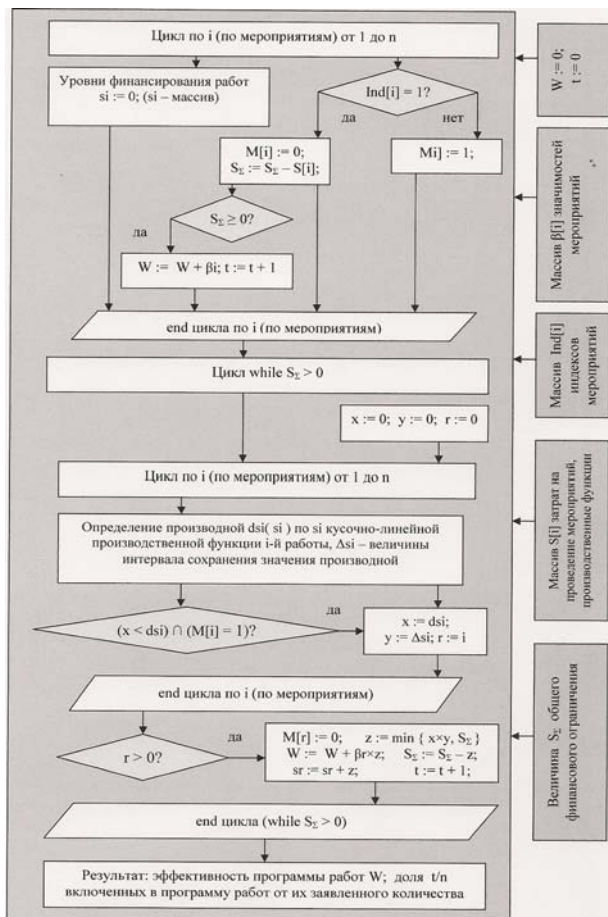 Цикл по i (по мероприятиям) от 1 до n
Уровни финансирования работ
si := 0; (si – массив)
Ind[i] = 1?
да
нет
M[i] := 0;
S_Σ := S_Σ – S[i];
Mi] := 1;
S_Σ ≥ 0?
да
W := W + βi; t := t + 1
end цикла по i (по мероприятиям)
Цикл while S_Σ > 0
x := 0; y := 0; r := 0
Цикл по i (по мероприятиям) от 1 до n
Определение производной dsi( si ) по si кусочно-линейной
производственной функции i-й работы, Δsi – величины
интервала сохранения значения производной
(x < dsi) ∩ (M[i] = 1)?
да
x := dsi;
y := Δsi; r := i
end цикла по i (по мероприятиям)
r > 0?
да
M[r] := 0; z := min { x×y, S_Σ }
W := W + βr×z; S_Σ := S_Σ – z;
sr := sr + z; t := t + 1;
end цикла (while S_Σ > 0)
Результат: эффективность программы работ W; доля t/n
включенных в программу работ от их заявленного количества
W := 0;
t := 0
Массив β[i] значимостей
мероприятий
Массив Ind[i]
индексов
мероприятий
Массив S[i] затрат на
проведение мероприятий,
производственные функции
Величина S_Σ общего
финансового ограничения